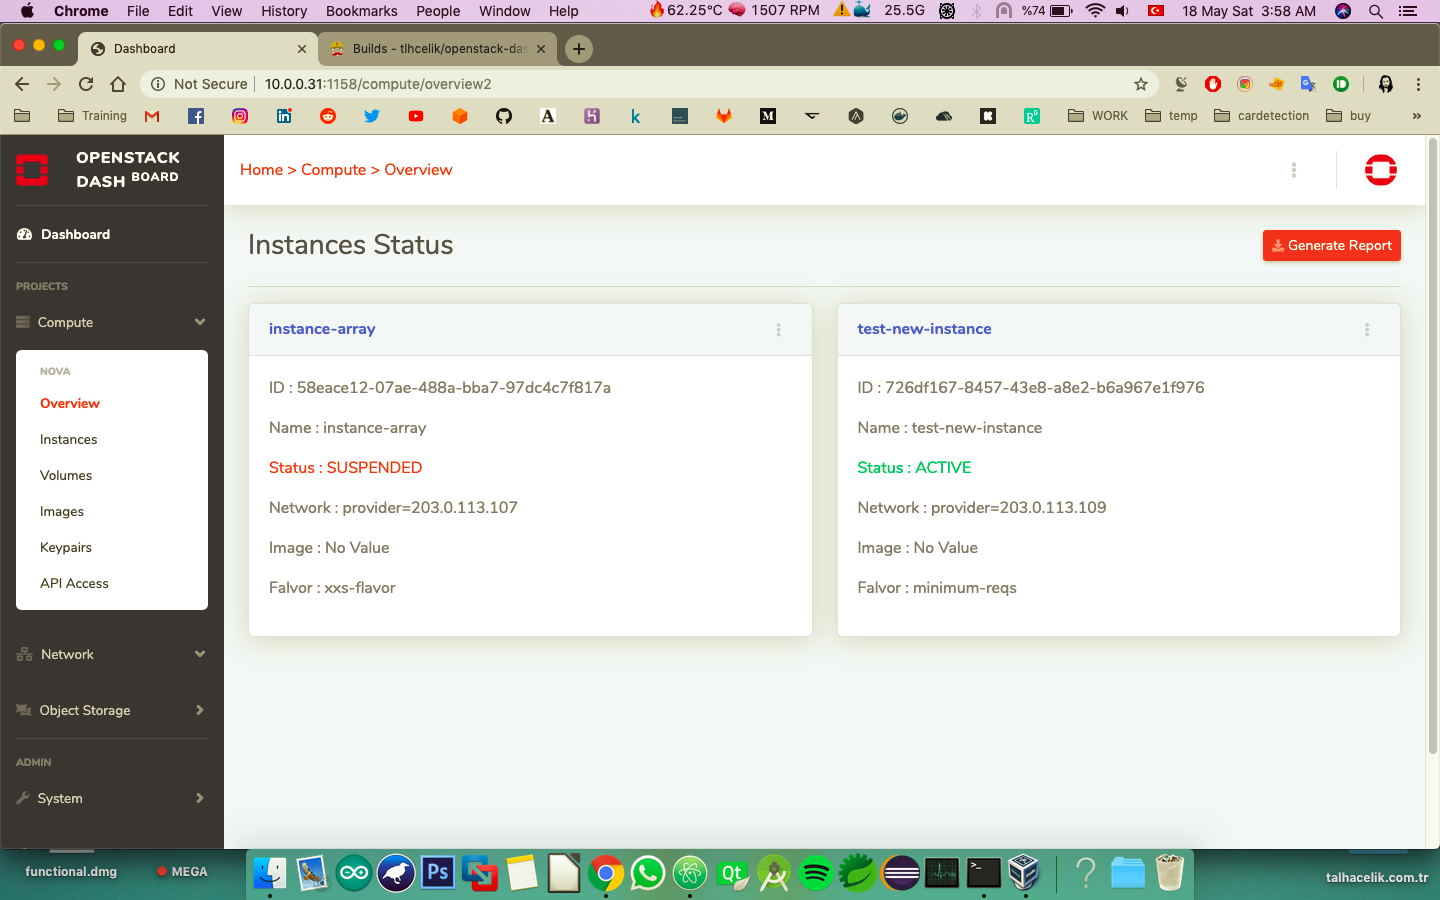 Chrome File Edit View History Bookmarks People Window Help 62.25°C 1507 RPM 25.5G %74 18 May Sat 3:58 AM
Dashboard
Builds - tlhcelik/openstack-das
Not Secure 10.0.0.31:1158/compute/overview2
Training WORK temp cardetection buy »
OPENSTACK
DASH BOARD
Home > Compute > Overview
Dashboard
Instances Status
Generate Report
PROJECTS
Compute
NOVA
Overview
Instances
Volumes
Images
Keypairs
API Access
Network
Object Storage
ADMIN
System
instance-array
ID : 58eace12-07ae-488a-bba7-97dc4c7f817a
Name : instance-array
Status : SUSPENDED
Network : provider=203.0.113.107
Image : No Value
Falvor : xxs-flavor
test-new-instance
ID : 726df167-8457-43e8-a8e2-b6a967e1f976
Name : test-new-instance
Status : ACTIVE
Network : provider=203.0.113.109
Image : No Value
Falvor : minimum-reqs
functional.dmg
MEGA
Ps
Qt
talhacelik.com.tr